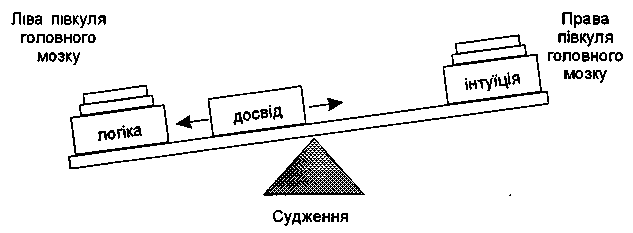 Ліва півкуля
головного
мозку
Права
півкуля
головного
мозку
логіка
досвід
інтуїція
Судження